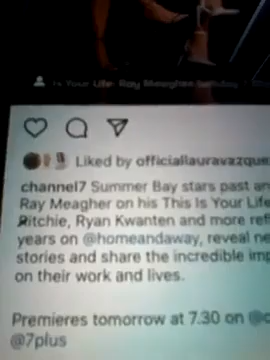 Is Your Life: Ray Meagher
Liked by officiallauravazque
channel7 Summer Bay stars past an
Ray Meagher on his This Is Your Life
Ritchie, Ryan Kwanten and more ref
years on @homeandaway, reveal ne
stories and share the incredible imp
on their work and lives.
Premieres tomorrow at 7.30 on @c
@7plus